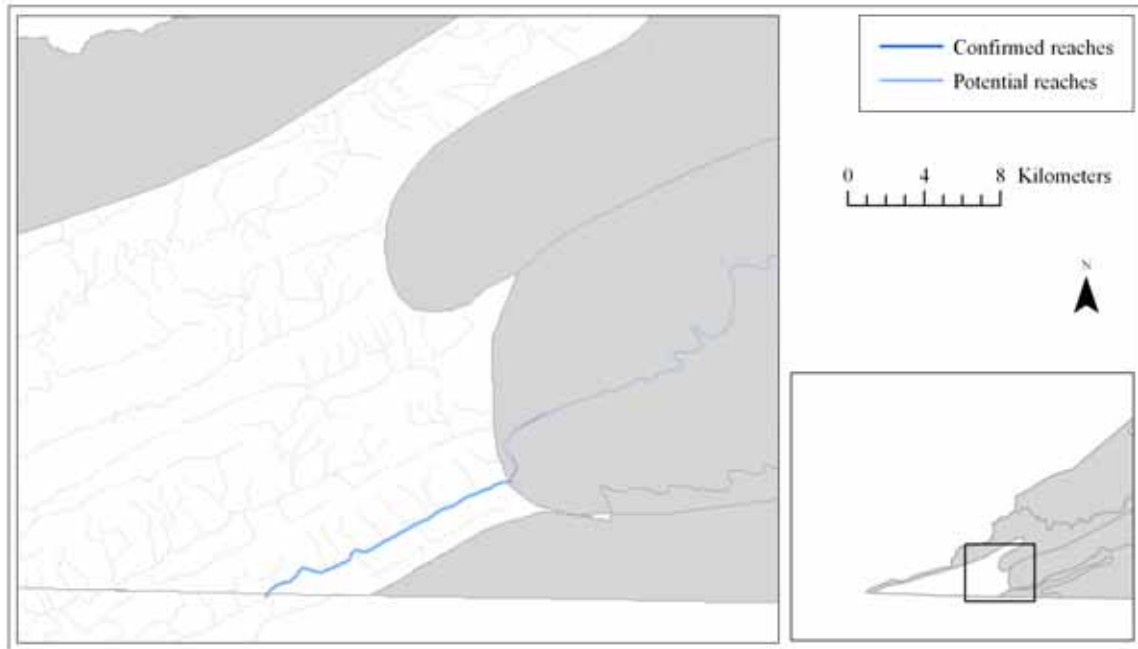 Confirmed reaches
Potential reaches
0 4 8 Kilometers
N